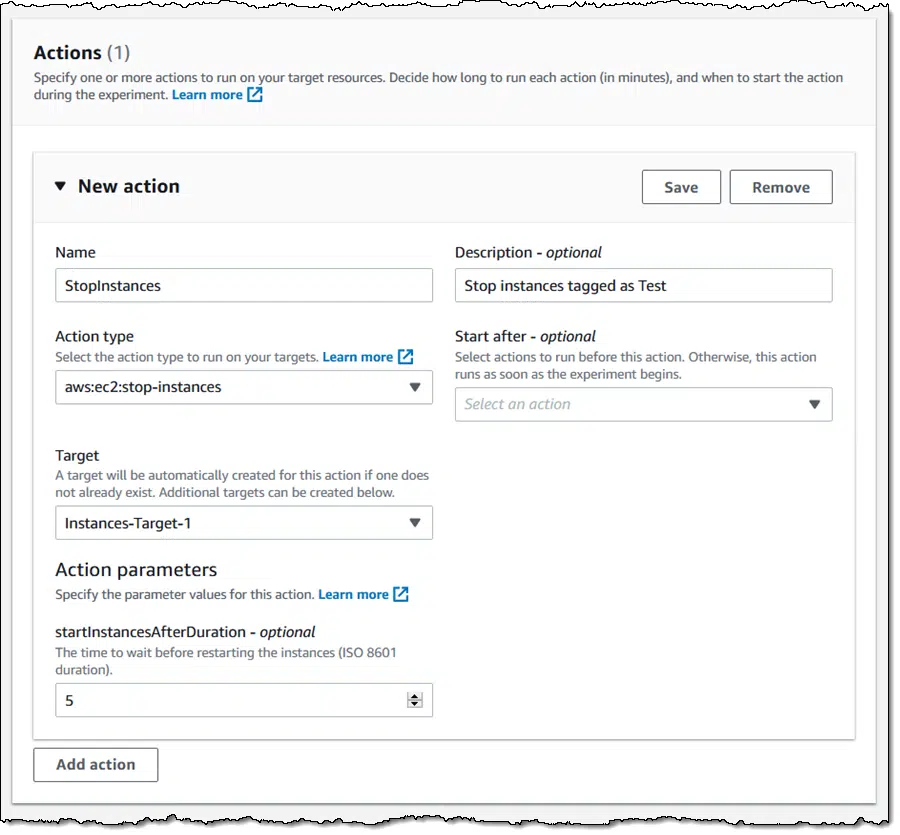 Actions (1)
Specify one or more actions to run on your target resources. Decide how long to run each action (in minutes), and when to start the action
during the experiment. Learn more
New action
Save
Remove
Name
StopInstances
Description - optional
Stop instances tagged as Test
Action type
Select the action type to run on your targets. Learn more
aws:ec2:stop-instances
Start after - optional
Select actions to run before this action. Otherwise, this action
runs as soon as the experiment begins.
Select an action
Target
A target will be automatically created for this action if one does
not already exist. Additional targets can be created below.
Instances-Target-1
Action parameters
Specify the parameter values for this action. Learn more
startInstancesAfterDuration - optional
The time to wait before restarting the instances (ISO 8601
duration).
5
Add action